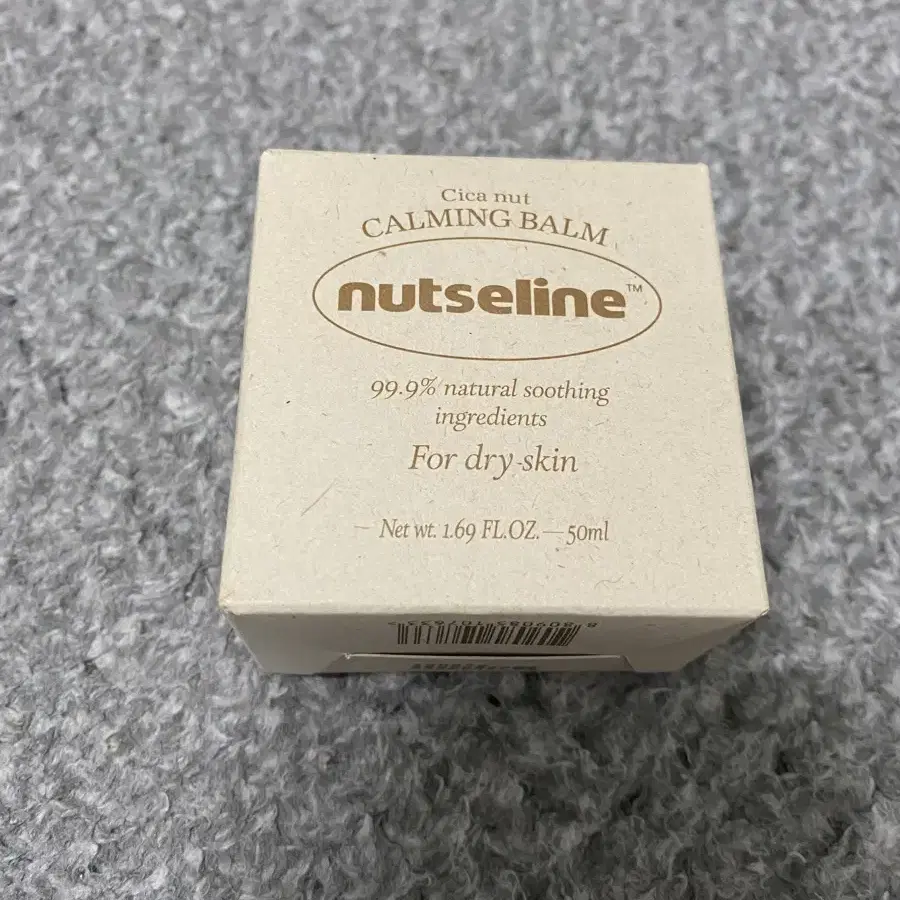 Cica nut
CALMING BALM
nutseline™
99.9% natural soothing
ingredients
For dry skin
Net wt. 1.69 FL.OZ. — 50ml